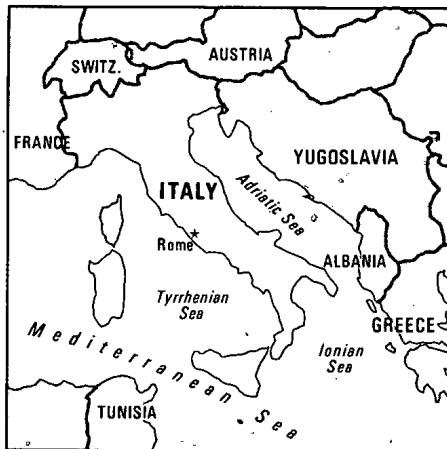 SWITZ.
AUSTRIA
FRANCE
YUGOSLAVIA
ITALY
Adriatic Sea
Rome
ALBANIA
Tyrrhenian
Sea
GREECE
Ionian
Sea
Mediterranean Sea
TUNISIA